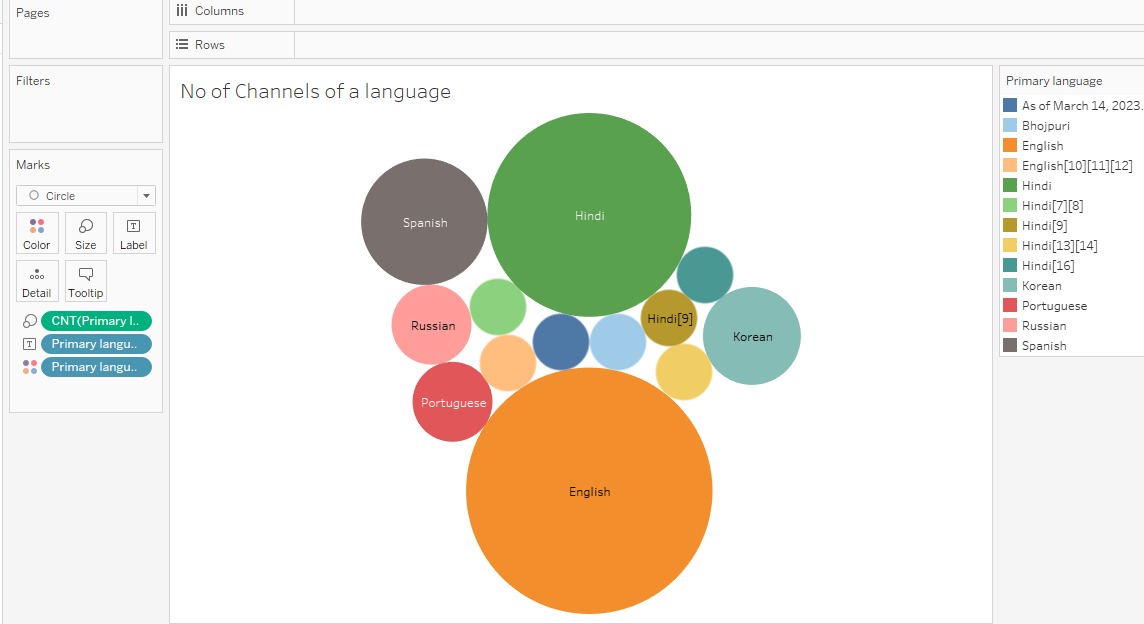 Pages
Columns
Rows
Filters
Marks
Circle
Color
Size
Label
Detail
Tooltip
CNT(Primary l..
Primary langu..
Primary langu..
No of Channels of a language
Spanish
Hindi
Russian
Hindi[9]
Korean
Portuguese
English
Primary language
As of March 14, 2023.
Bhojpuri
English
English[10][11][12]
Hindi
Hindi[7][8]
Hindi[9]
Hindi[13][14]
Hindi[16]
Korean
Portuguese
Russian
Spanish